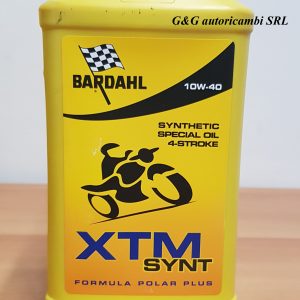 G&G autoricambi SRL
BARDAHL
10W-40
SYNTHETIC
SPECIAL OIL
4-STROKE
XTM
SYNT
FORMULA POLAR PLUS